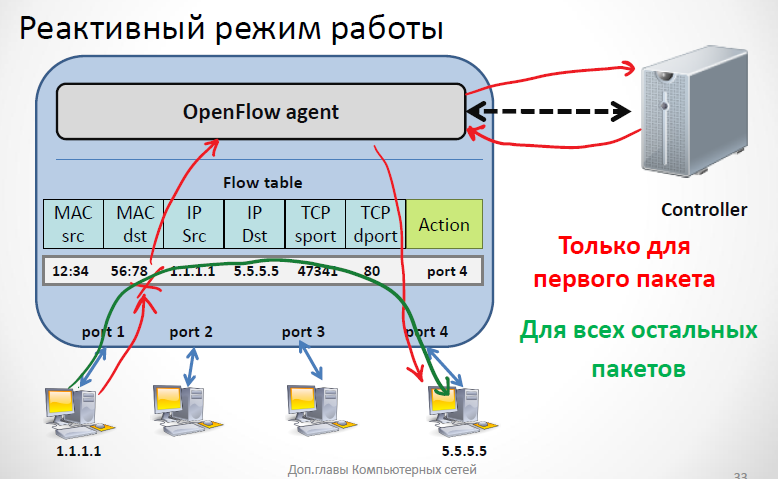 Реактивный режим работы
OpenFlow agent
Flow table
MAC src
MAC dst
IP Src
IP Dst
TCP sport
TCP dport
Action
12:34 56:78 1.1.1.1 5.5.5.5 47341 80 port 4
port 1 port 2 port 3 port 4
1.1.1.1
5.5.5.5
Controller
Только для
первого пакета
Для всех остальных
пакетов
Доп.главы Компьютерных сетей
33